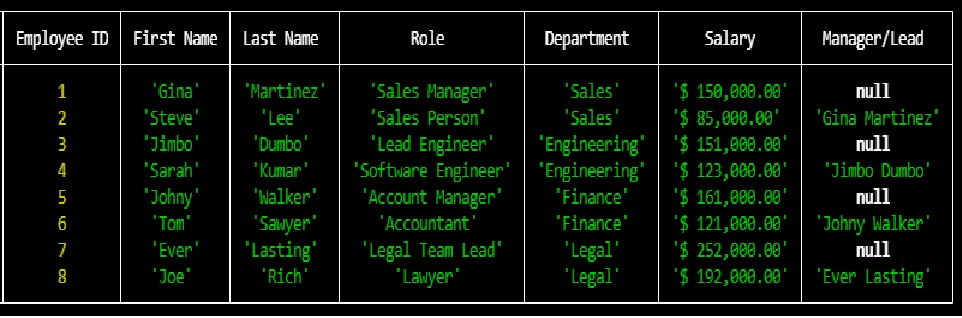 Employee ID First Name Last Name Role Department Salary Manager/Lead
1 'Gina' 'Martinez' 'Sales Manager' 'Sales' '$ 150,000.00' null
2 'Steve' 'Lee' 'Sales Person' 'Sales' '$ 85,000.00' 'Gina Martinez'
3 'Jimbo' 'Dumbo' 'Lead Engineer' 'Engineering' '$ 151,000.00' null
4 'Sarah' 'Kumar' 'Software Engineer' 'Engineering' '$ 123,000.00' 'Jimbo Dumbo'
5 'Johny' 'Walker' 'Account Manager' 'Finance' '$ 161,000.00' null
6 'Tom' 'Sawyer' 'Accountant' 'Finance' '$ 121,000.00' 'Johny Walker'
7 'Ever' 'Lasting' 'Legal Team Lead' 'Legal' '$ 252,000.00' null
8 'Joe' 'Rich' 'Lawyer' 'Legal' '$ 192,000.00' 'Ever Lasting'